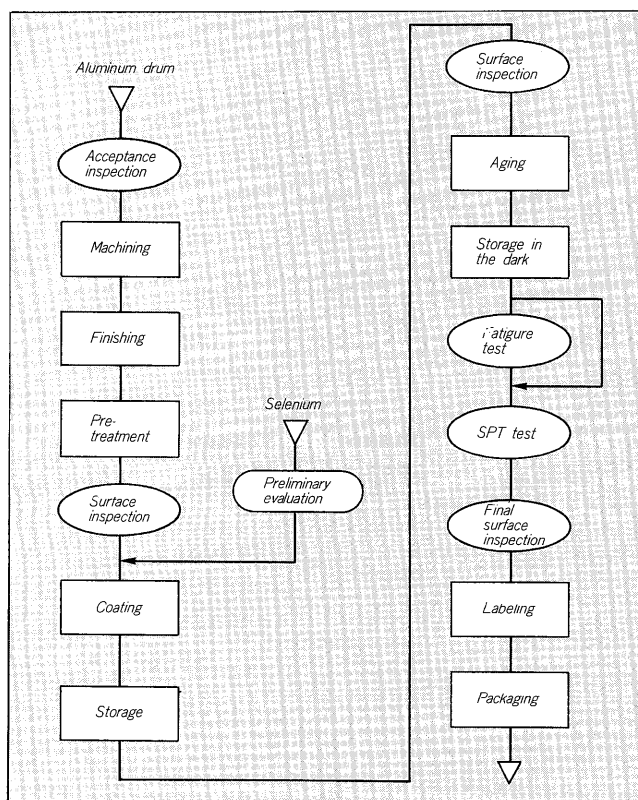 Aluminum drum
Acceptance
inspection
Machining
Finishing
Pre-
treatment
Surface
inspection
Selenium
Preliminary
evaluation
Coating
Storage
Surface
inspection
Aging
Storage in
the dark
Fatigure
test
SPT test
Final
surface
inspection
Labeling
Packaging